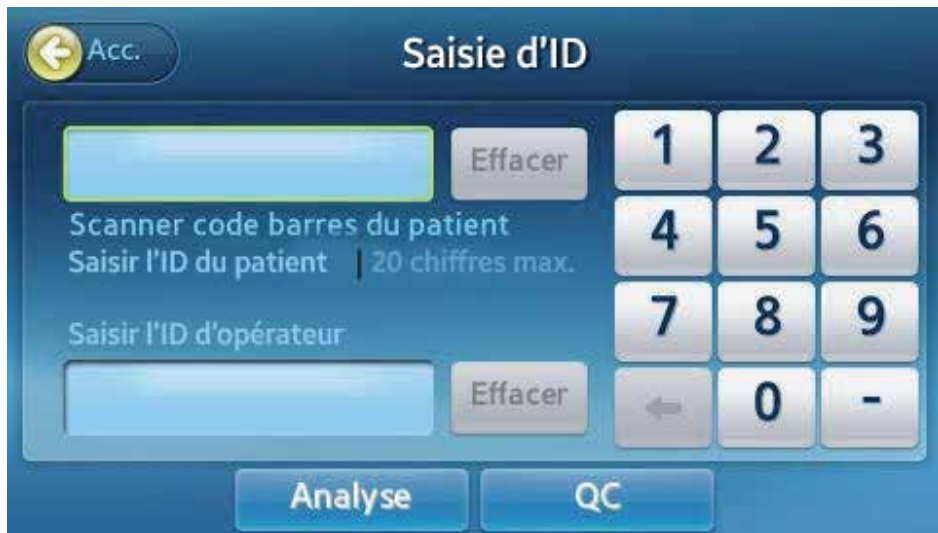 Acc.
Saisie d'ID
Effacer
Scanner code barres du patient
Saisir l'ID du patient | 20 chiffres max.
Saisir l'ID d'opérateur
Effacer
1 2 3
4 5 6
7 8 9
← 0 -
Analyse QC